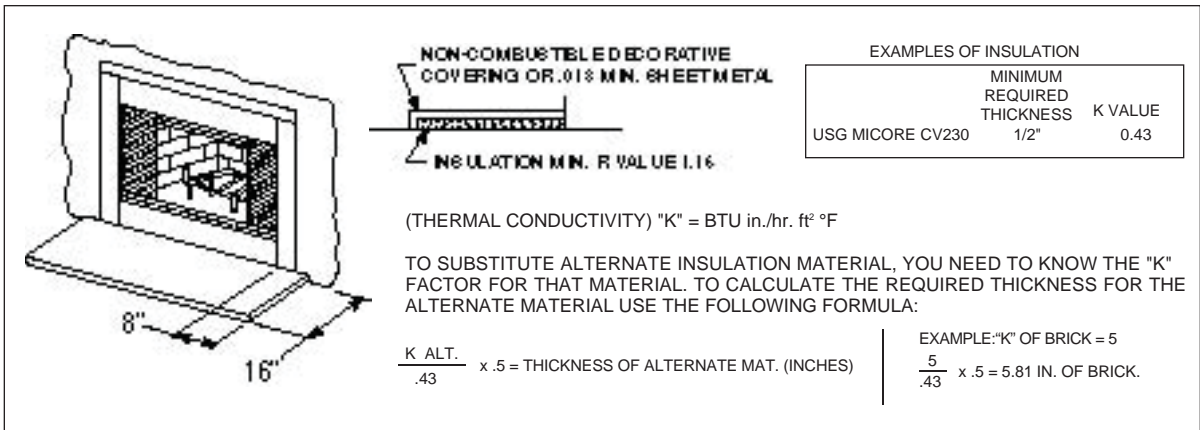 NON-COMBUSTIBLE DECORATIVE
COVERING OR .018 MIN. SHEET METAL
INSULATION MIN. R VALUE 1.16
8"
16"
EXAMPLES OF INSULATION
MINIMUM
REQUIRED
THICKNESS K VALUE
USG MICORE CV230 1/2" 0.43
(THERMAL CONDUCTIVITY) "K" = BTU in./hr. ft² °F
TO SUBSTITUTE ALTERNATE INSULATION MATERIAL, YOU NEED TO KNOW THE "K"
FACTOR FOR THAT MATERIAL. TO CALCULATE THE REQUIRED THICKNESS FOR THE
ALTERNATE MATERIAL USE THE FOLLOWING FORMULA:
K ALT.
.43
x .5 = THICKNESS OF ALTERNATE MAT. (INCHES)
EXAMPLE:“K” OF BRICK = 5
5
.43
x .5 = 5.81 IN. OF BRICK.